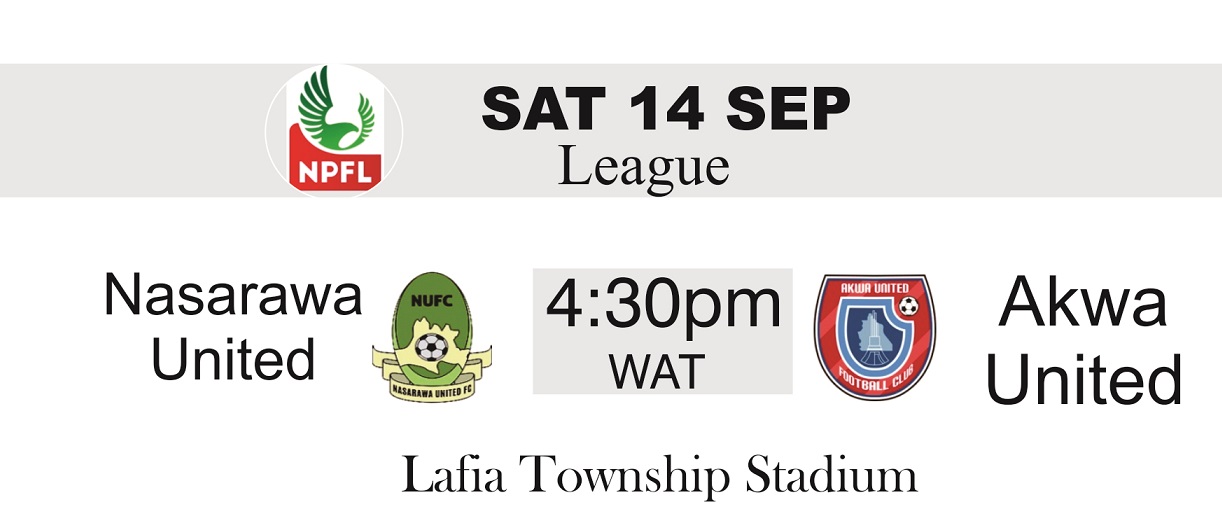 SAT 14 SEP
League
NPFL
Nasarawa
United
NUFC
NASARAWA UNITED FC
4:30pm
WAT
AKWA UNITED
FOOTBALL CLUB
Akwa
United
Lafia Township Stadium